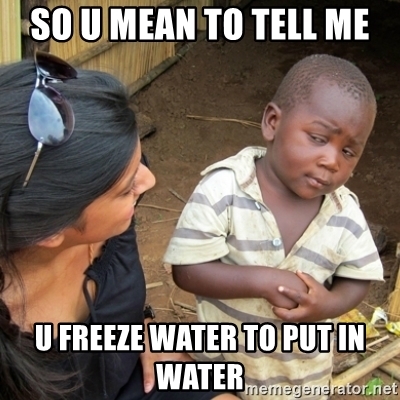 SO U MEAN TO TELL ME
U FREEZE WATER TO PUT IN
WATER
memegenerator.net